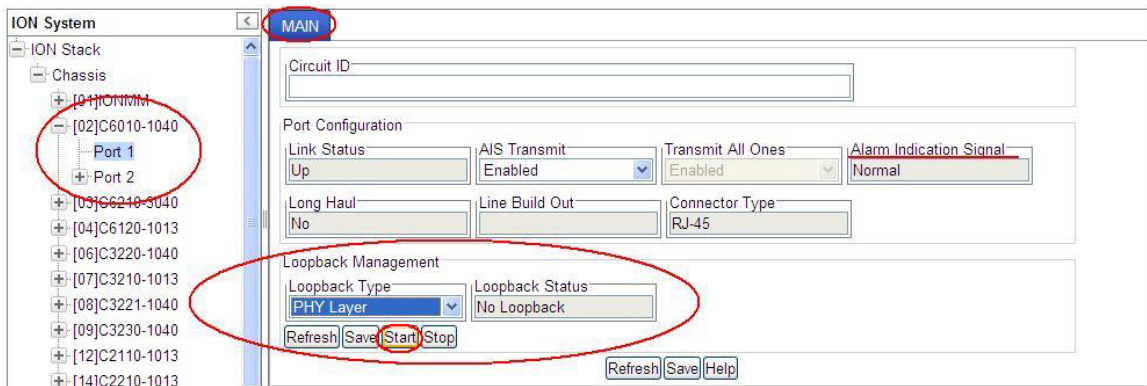 ION System
<
ION Stack
Chassis
[01]IONMM
[02]C6010-1040
Port 1
Port 2
[03]C6210-3040
[04]C6120-1013
[06]C3220-1040
[07]C3210-1013
[08]C3221-1040
[09]C3230-1040
[12]C2110-1013
[14]C2210-1013
MAIN
Circuit ID
Port Configuration
Link Status AIS Transmit Transmit All Ones Alarm Indication Signal
Up Enabled Enabled Normal
Long Haul Line Build Out Connector Type
No RJ-45
Loopback Management
Loopback Type Loopback Status
PHY Layer No Loopback
Refresh Save Start Stop
Refresh Save Help